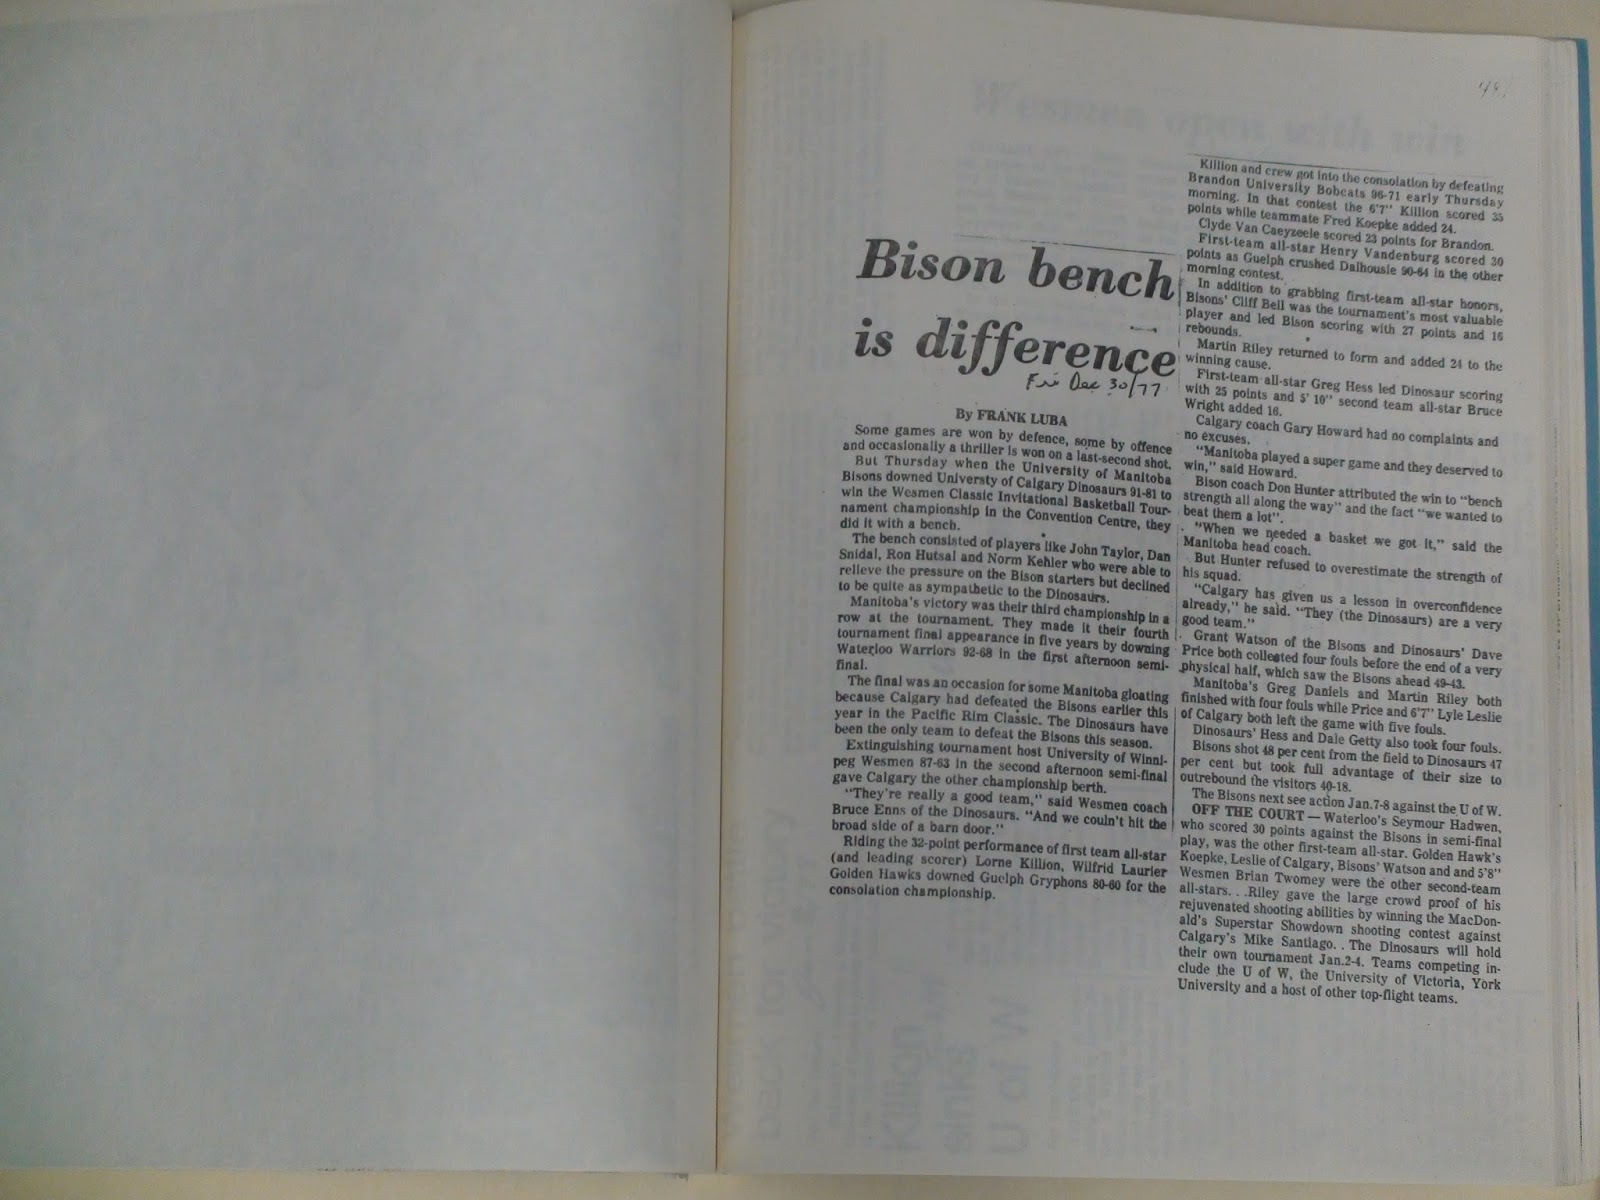 Bison bench
is difference
Fri Dec 30/77
By FRANK LUBA
Some games are won by defence, some by offence
and occasionally a thriller is won on a last-second shot.
But Thursday when the University of Manitoba
Bisons downed Universty of Calgary Dinosaurs 91-81 to
win the Wesmen Classic Invitational Basketball Tour-
nament championship in the Convention Centre, they
did it with a bench.
The bench consisted of players like John Taylor, Dan
Snidal, Ron Hutsal and Norm Kehler who were able to
relieve the pressure on the Bison starters but declined
to be quite as sympathetic to the Dinosaurs.
Manitoba's victory was their third championship in a
row at the tournament. They made it their fourth
tournament final appearance in five years by downing
Waterloo Warriors 92-68 in the first afternoon semi-
final.
The final was an occasion for some Manitoba gloating
because Calgary had defeated the Bisons earlier this
year in the Pacific Rim Classic. The Dinosaurs have
been the only team to defeat the Bisons this season.
Extinguishing tournament host University of Winni-
peg Wesmen 87-63 in the second afternoon semi-final
gave Calgary the other championship berth.
"They're really a good team," said Wesmen coach
Bruce Enns of the Dinosaurs. "And we couln't hit the
broad side of a barn door."
Riding the 32-point performance of first team all-star
(and leading scorer) Lorne Killion, Wilfrid Laurier
Golden Hawks downed Guelph Gryphons 80-60 for the
consolation championship.
Killion and crew got into the consolation by defeating
Brandon University Bobcats 96-71 early Thursday
morning. In that contest the 6'7" Killion scored 35
points while teammate Fred Koepke added 24.
Clyde Van Caeyzeele scored 23 points for Brandon.
First-team all-star Henry Vandenburg scored 30
points as Guelph crushed Dalhousie 90-64 in the other
morning contest.
In addition to grabbing first-team all-star honors,
Bisons' Cliff Bell was the tournament's most valuable
player and led Bison scoring with 27 points and 16
rebounds.
Martin Riley returned to form and added 24 to the
winning cause.
First-team all-star Greg Hess led Dinosaur scoring
with 25 points and 5' 10" second team all-star Bruce
Wright added 16.
Calgary coach Gary Howard had no complaints and
no excuses.
"Manitoba played a super game and they deserved to
win," said Howard.
Bison coach Don Hunter attributed the win to "bench
strength all along the way" and the fact "we wanted to
beat them a lot".
"When we needed a basket we got it," said the
Manitoba head coach.
But Hunter refused to overestimate the strength of
his squad.
"Calgary has given us a lesson in overconfidence
already," he said. "They (the Dinosaurs) are a very
good team."
Grant Watson of the Bisons and Dinosaurs' Dave
Price both collected four fouls before the end of a very
physical half, which saw the Bisons ahead 49-43.
Manitoba's Greg Daniels and Martin Riley both
finished with four fouls while Price and 6'7" Lyle Leslie
of Calgary both left the game with five fouls.
Dinosaurs' Hess and Dale Getty also took four fouls.
Bisons shot 48 per cent from the field to Dinosaurs 47
per cent but took full advantage of their size to
outrebound the visitors 40-18.
The Bisons next see action Jan.7-8 against the U of W.
OFF THE COURT — Waterloo's Seymour Hadwen,
who scored 30 points against the Bisons in semi-final
play, was the other first-team all-star. Golden Hawk's
Koepke, Leslie of Calgary, Bisons' Watson and and 5'8"
Wesmen Brian Twomey were the other second-team
all-stars. . .Riley gave the large crowd proof of his
rejuvenated shooting abilities by winning the MacDon-
ald's Superstar Showdown shooting contest against
Calgary's Mike Santiago. . The Dinosaurs will hold
their own tournament Jan.2-4. Teams competing in-
clude the U of W, the University of Victoria, York
University and a host of other top-flight teams.